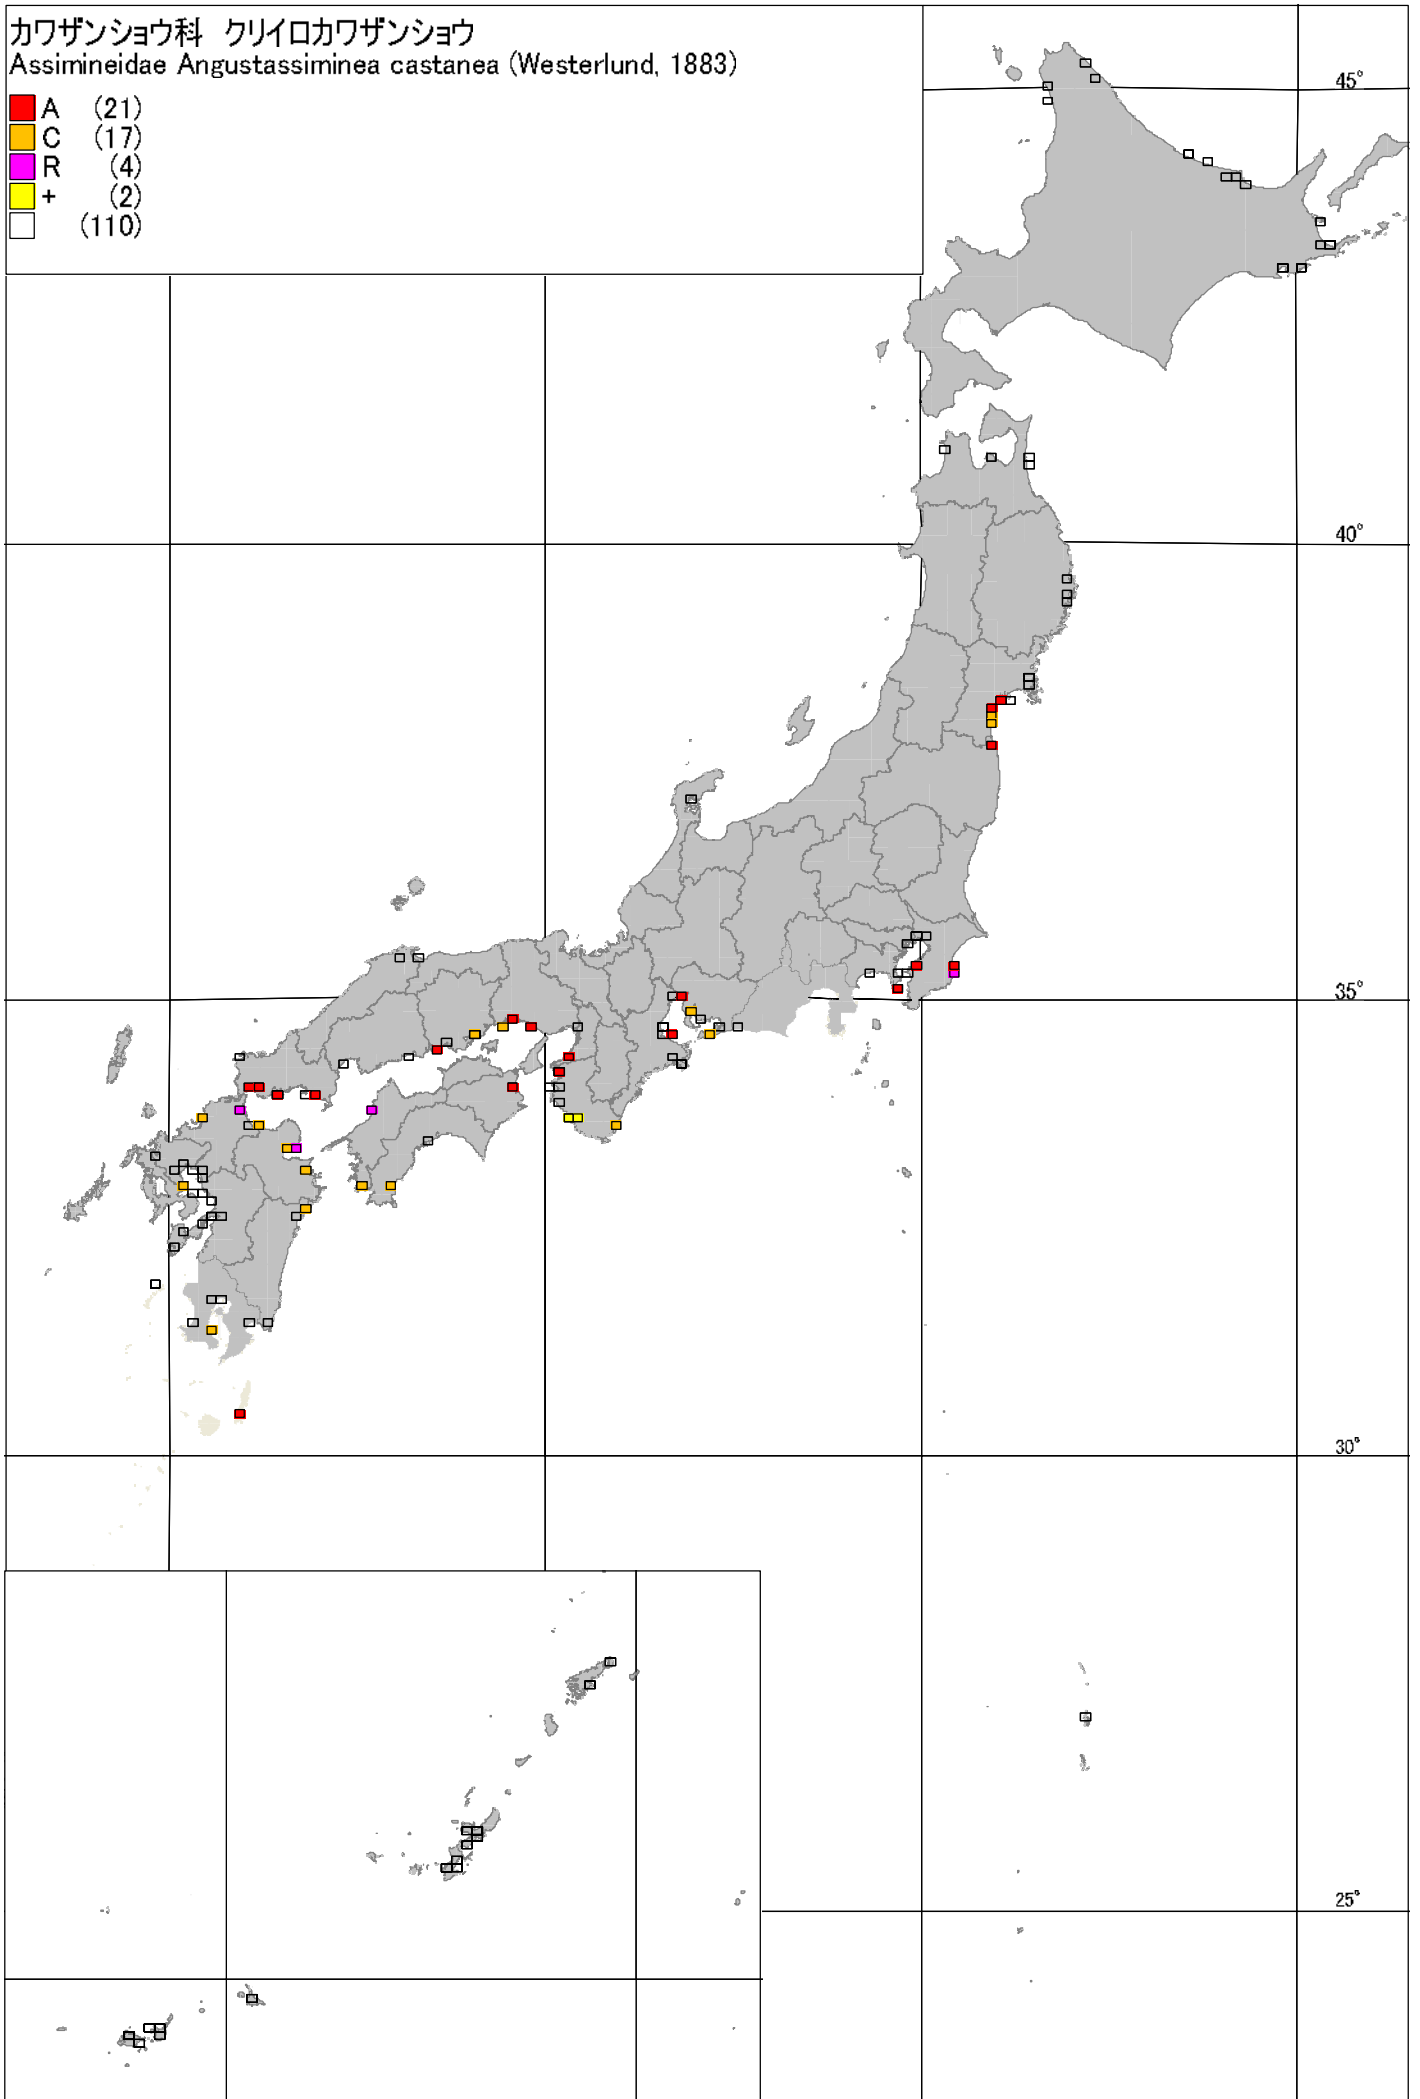 カワザンショウ科　クリイロカワザンショウ
Assimineidae Angustassiminea castanea (Westerlund, 1883)
A (21)
C (17)
R (4)
+ (2)
(110)
45°
40°
35°
30°
25°